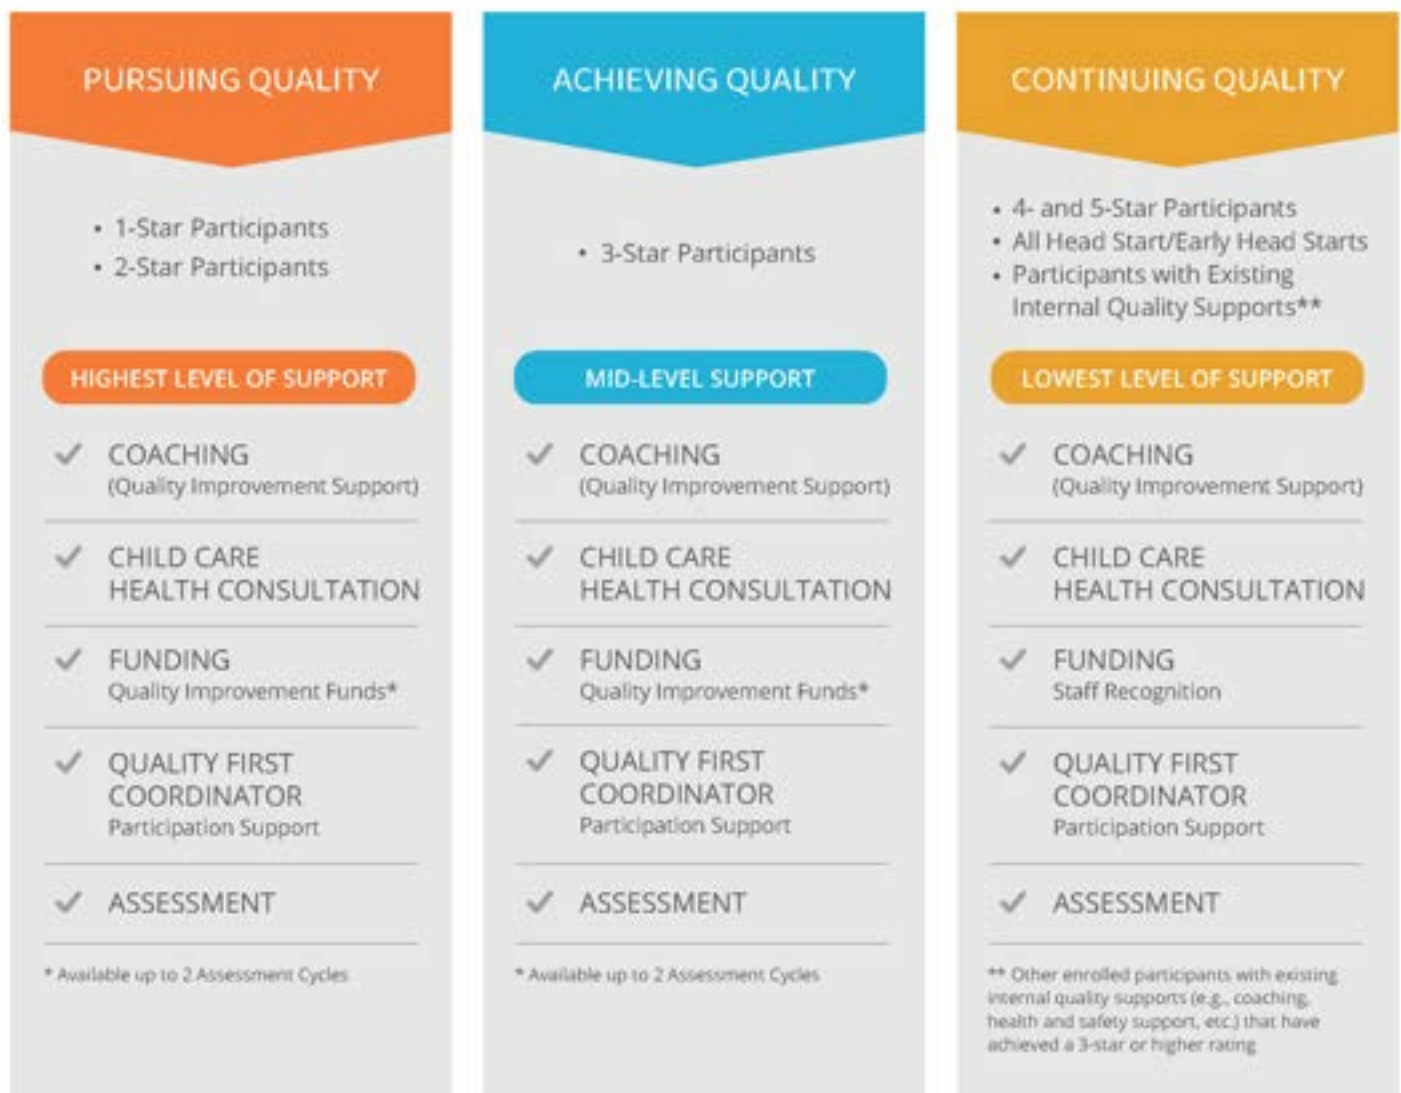 PURSUING QUALITY
• 1-Star Participants
• 2-Star Participants
HIGHEST LEVEL OF SUPPORT
COACHING
(Quality Improvement Support)
CHILD CARE
HEALTH CONSULTATION
FUNDING
Quality Improvement Funds*
QUALITY FIRST
COORDINATOR
Participation Support
ASSESSMENT
* Available up to 2 Assessment Cycles
ACHIEVING QUALITY
• 3-Star Participants
MID-LEVEL SUPPORT
COACHING
(Quality Improvement Support)
CHILD CARE
HEALTH CONSULTATION
FUNDING
Quality Improvement Funds*
QUALITY FIRST
COORDINATOR
Participation Support
ASSESSMENT
* Available up to 2 Assessment Cycles
CONTINUING QUALITY
• 4- and 5-Star Participants
• All Head Start/Early Head Starts
• Participants with Existing
Internal Quality Supports**
LOWEST LEVEL OF SUPPORT
COACHING
(Quality Improvement Support)
CHILD CARE
HEALTH CONSULTATION
FUNDING
Staff Recognition
QUALITY FIRST
COORDINATOR
Participation Support
ASSESSMENT
** Other enrolled participants with existing
internal quality supports (e.g., coaching,
health and safety support, etc.) that have
achieved a 3-star or higher rating